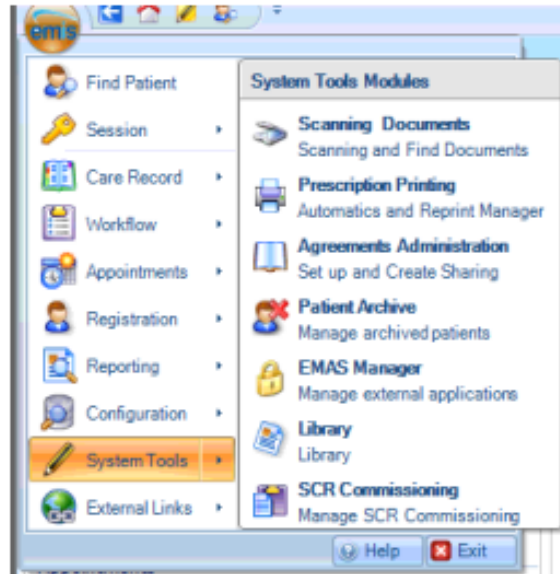 emis
Find Patient
Session
Care Record
Workflow
Appointments
Registration
Reporting
Configuration
System Tools
External Links
System Tools Modules
Scanning Documents
Scanning and Find Documents
Prescription Printing
Automatics and Reprint Manager
Agreements Administration
Set up and Create Sharing
Patient Archive
Manage archived patients
EMAS Manager
Manage external applications
Library
Library
SCR Commissioning
Manage SCR Commissioning
Help
Exit